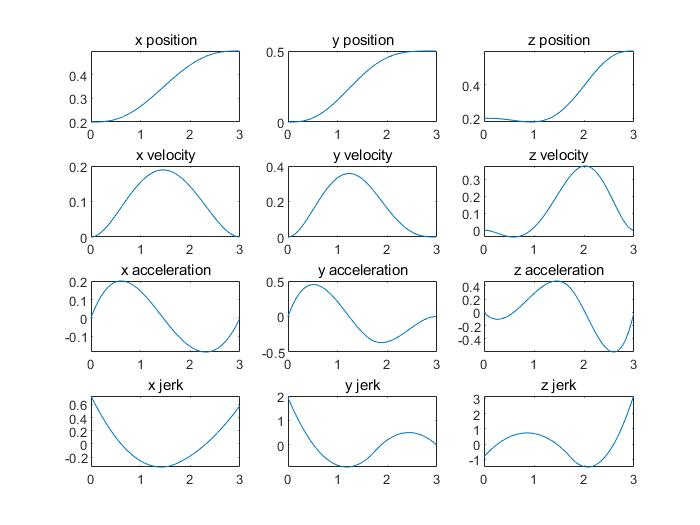 x position y position z position
0.4 0.5 0.4
0.3
0.2 0 0.2
0 1 2 3 0 1 2 3 0 1 2 3
x velocity y velocity z velocity
0.2 0.4 0.3
0.1 0.2 0.2
0.1
0 0 0
0 1 2 3 0 1 2 3 0 1 2 3
x acceleration y acceleration z acceleration
0.2 0.5 0.4
0.1 0.2
0 0 0
-0.1 -0.2
-0.5 -0.4
0 1 2 3 0 1 2 3 0 1 2 3
x jerk y jerk z jerk
0.6 2 3
0.4 1 2
0.2 1
0 0 0
-0.2 -1
0 1 2 3 0 1 2 3 0 1 2 3